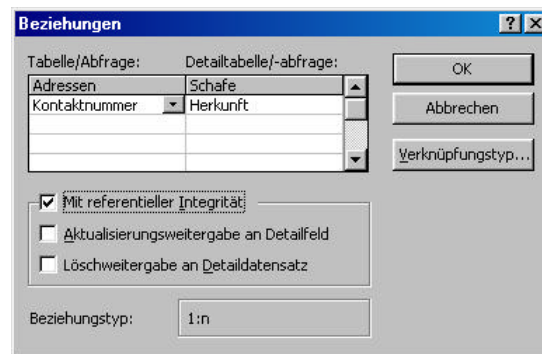 Beziehungen
Tabelle/Abfrage: Detailtabelle/-abfrage:
Adressen Schafe
Kontaktnummer Herkunft
OK
Abbrechen
Verknüpfungstyp...
Mit referentieller Integrität
Aktualisierungsweitergabe an Detailfeld
Löschweitergabe an Detaildatensatz
Beziehungstyp: 1:n